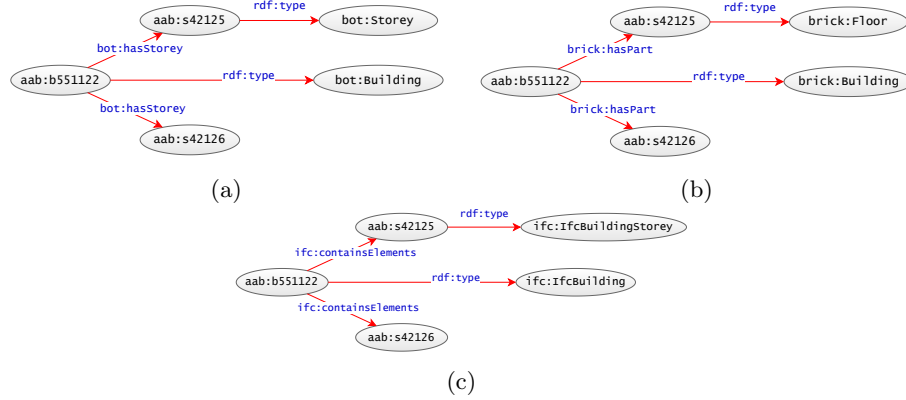 aab:s42125
rdf:type
bot:Storey
bot:hasStorey
aab:b551122
rdf:type
bot:Building
bot:hasStorey
aab:s42126
(a)
aab:s42125
rdf:type
brick:Floor
brick:hasPart
aab:b551122
rdf:type
brick:Building
brick:hasPart
aab:s42126
(b)
aab:s42125
rdf:type
ifc:IfcBuildingStorey
ifc:containsElements
aab:b551122
rdf:type
ifc:IfcBuilding
ifc:containsElements
aab:s42126
(c)